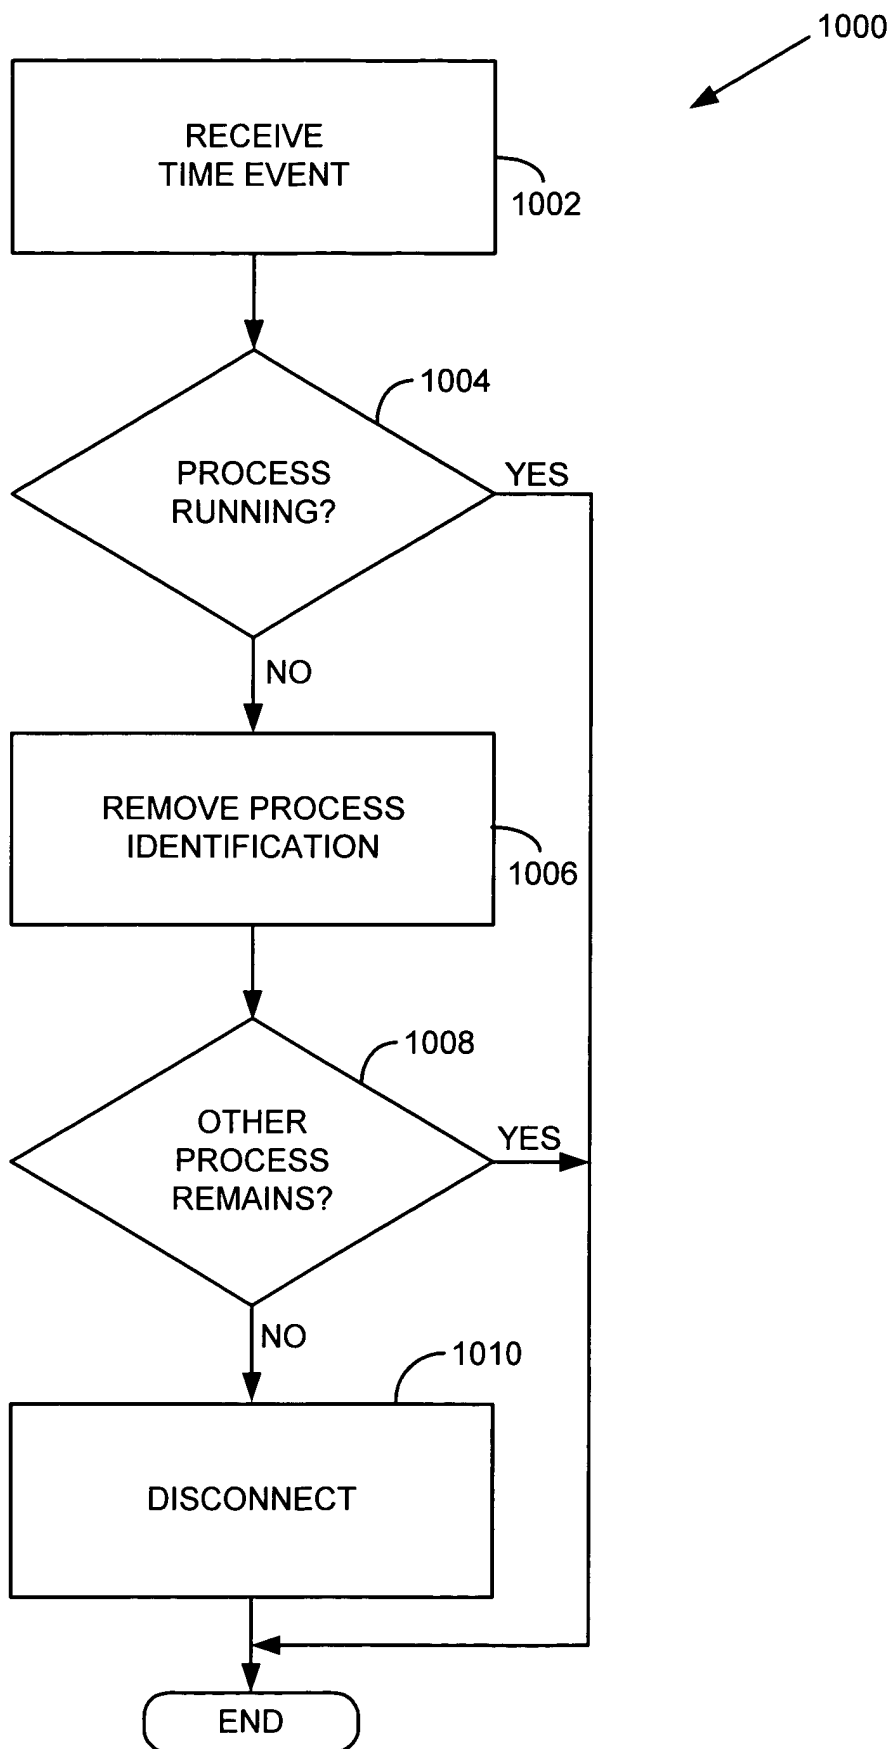 1000
RECEIVE
TIME EVENT
1002
1004
PROCESS
RUNNING?
YES
NO
REMOVE PROCESS
IDENTIFICATION
1006
1008
OTHER
PROCESS
REMAINS?
YES
NO
1010
DISCONNECT
END